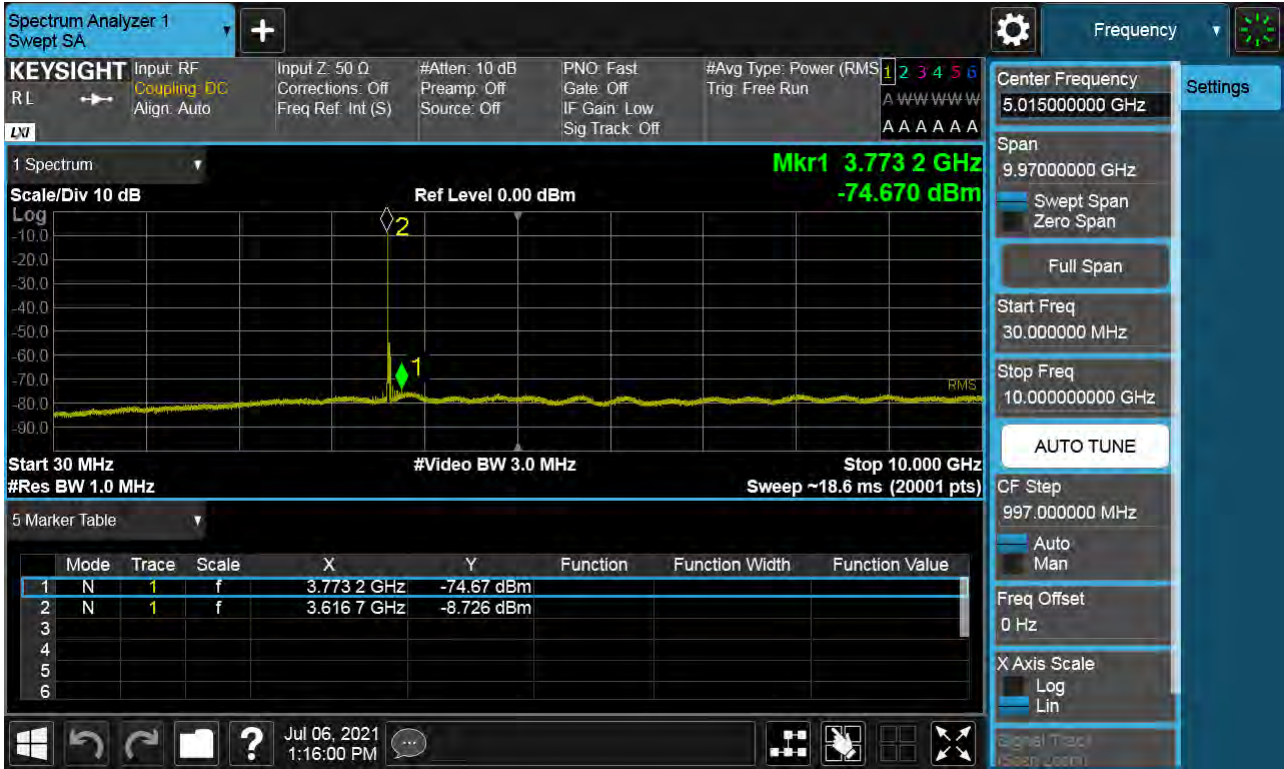 Spectrum Analyzer 1
Swept SA
+
Frequency
KEYSIGHT
R L
LXI
Input: RF
Coupling: DC
Align: Auto
Input Z: 50 Ω
Corrections: Off
Freq Ref: Int (S)
#Atten: 10 dB
Preamp: Off
Source: Off
PNO: Fast
Gate: Off
IF Gain: Low
Sig Track: Off
#Avg Type: Power (RMS
Trig: Free Run
1 2 3 4 5 6
A W W W W W
A A A A A A
1 Spectrum
Mkr1 3.773 2 GHz
-74.670 dBm
Scale/Div 10 dB
Ref Level 0.00 dBm
Log
-10.0
-20.0
-30.0
-40.0
-50.0
-60.0
-70.0
-80.0
-90.0
2
1
RMS
Start 30 MHz
#Video BW 3.0 MHz
Stop 10.000 GHz
#Res BW 1.0 MHz
Sweep ~18.6 ms (20001 pts)
5 Marker Table
Mode Trace Scale X Y Function Function Width Function Value
1 N 1 f 3.773 2 GHz -74.67 dBm
2 N 1 f 3.616 7 GHz -8.726 dBm
3
4
5
6
?
Jul 06, 2021
1:16:00 PM
Center Frequency
5.015000000 GHz
Settings
Span
9.97000000 GHz
Swept Span
Zero Span
Full Span
Start Freq
30.000000 MHz
Stop Freq
10.000000000 GHz
AUTO TUNE
CF Step
997.000000 MHz
Auto
Man
Freq Offset
0 Hz
X Axis Scale
Log
Lin
Signal Track
(Span Zoom)